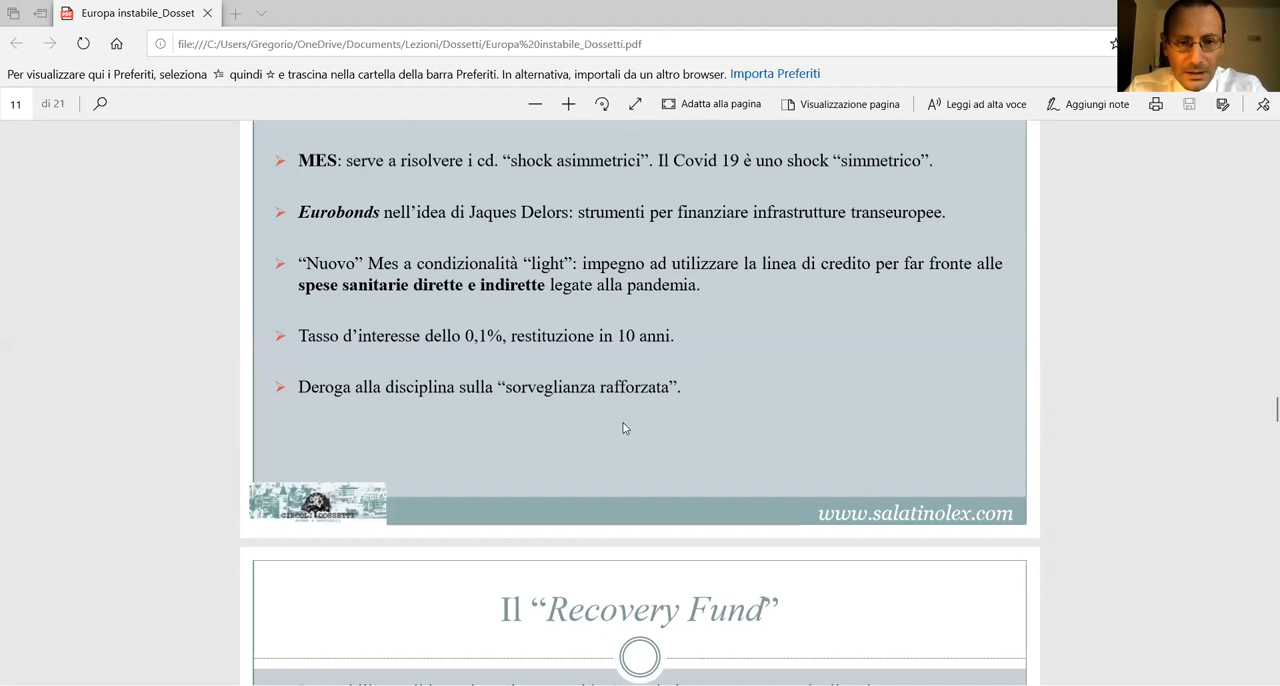 Europa instabile_Dosset
file:///C:/Users/Gregorio/OneDrive/Documents/Lezioni/Dossetti/Europa%20instabile_Dossetti.pdf
Per visualizzare qui i Preferiti, seleziona quindi e trascina nella cartella della barra Preferiti. In alternativa, importali da un altro browser. Importa Preferiti
11 di 21 Adatta alla pagina Visualizzazione pagina Leggi ad alta voce Aggiungi note
MES: serve a risolvere i cd. “shock asimmetrici”. Il Covid 19 è uno shock “simmetrico”.
Eurobonds nell’idea di Jaques Delors: strumenti per finanziare infrastrutture transeuropee.
“Nuovo” Mes a condizionalità “light”: impegno ad utilizzare la linea di credito per far fronte alle
spese sanitarie dirette e indirette legate alla pandemia.
Tasso d’interesse dello 0,1%, restituzione in 10 anni.
Deroga alla disciplina sulla “sorveglianza rafforzata”.
CIRCOLI DOSSETTI
www.salatinolex.com
Il “Recovery Fund”